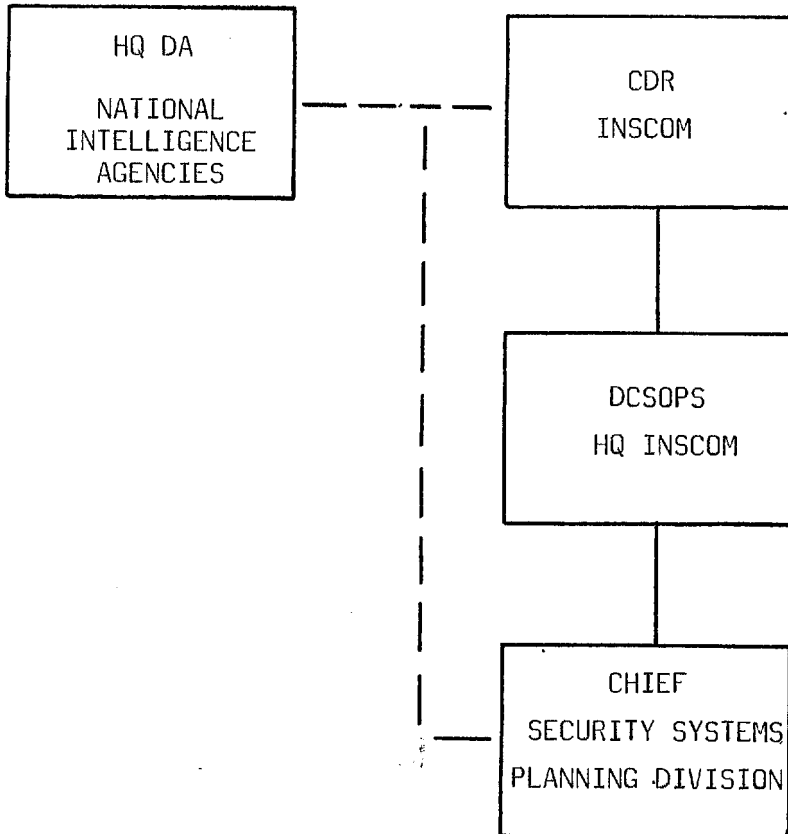 HQ DA
NATIONAL
INTELLIGENCE
AGENCIES
CDR
INSCOM
DCSOPS
HQ INSCOM
CHIEF
SECURITY SYSTEMS
PLANNING DIVISION